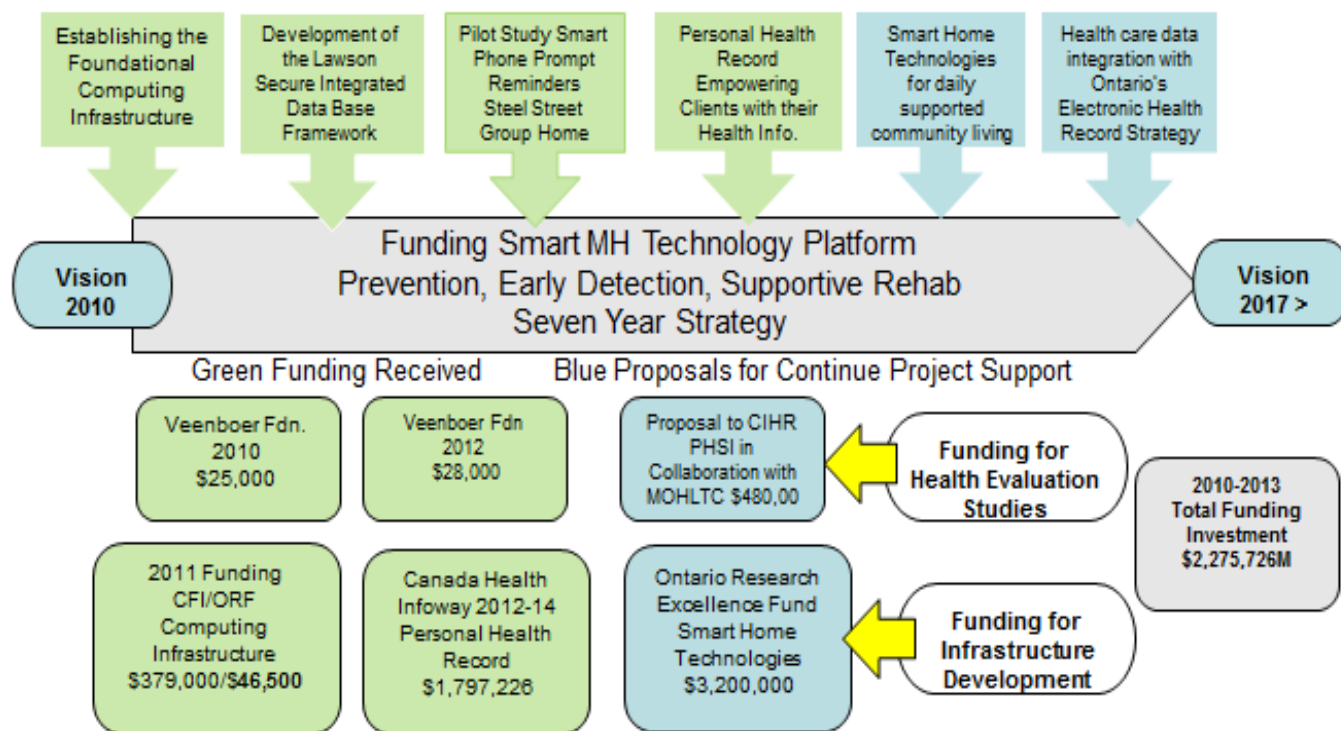 Establishing the
Foundational
Computing
Infrastructure
Development of
the Lawson
Secure Integrated
Data Base
Framework
Pilot Study Smart
Phone Prompt
Reminders
Steel Street
Group Home
Personal Health
Record
Empowering
Clients with their
Health Info.
Smart Home
Technologies
for daily
supported
community living
Health care data
integration with
Ontario's
Electronic Health
Record Strategy
Vision
2010
Funding Smart MH Technology Platform
Prevention, Early Detection, Supportive Rehab
Seven Year Strategy
Vision
2017 >
Green Funding Received
Blue Proposals for Continue Project Support
Veenboer Fdn.
2010
$25,000
Veenboer Fdn
2012
$28,000
Proposal to CIHR
PHSI in
Collaboration with
MOHLTC $480,00
Funding for
Health Evaluation
Studies
2010-2013
Total Funding
Investment
$2,275,726M
2011 Funding
CFI/ORF
Computing
Infrastructure
$379,000/$46,500
Canada Health
Infoway 2012-14
Personal Health
Record
$1,797,226
Ontario Research
Excellence Fund
Smart Home
Technologies
$3,200,000
Funding for
Infrastructure
Development